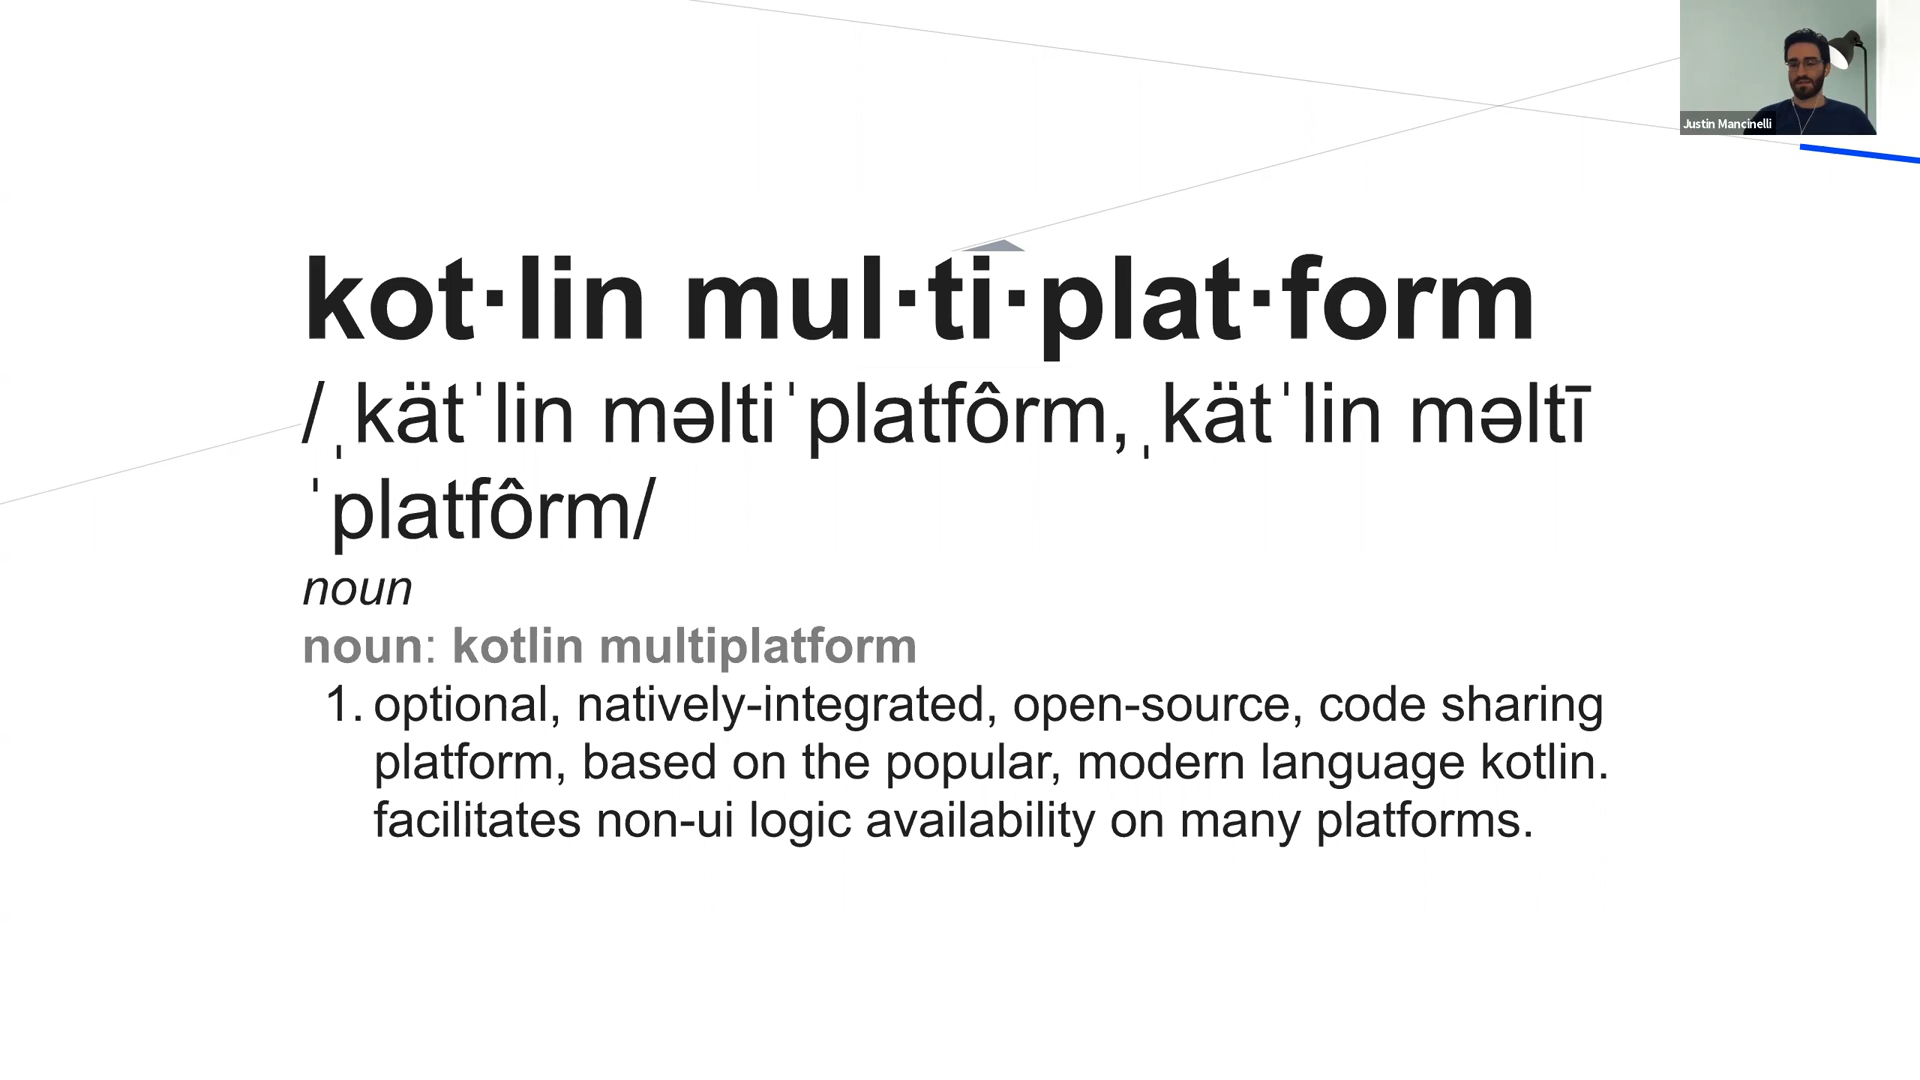 Justin Mancinelli
kot·lin mul·ti·plat·form
/ˌkätˈlin məltiˈplatfôrm,ˌkätˈlin məltī
ˈplatfôrm/
noun
noun: kotlin multiplatform
1. optional, natively-integrated, open-source, code sharing
platform, based on the popular, modern language kotlin.
facilitates non-ui logic availability on many platforms.